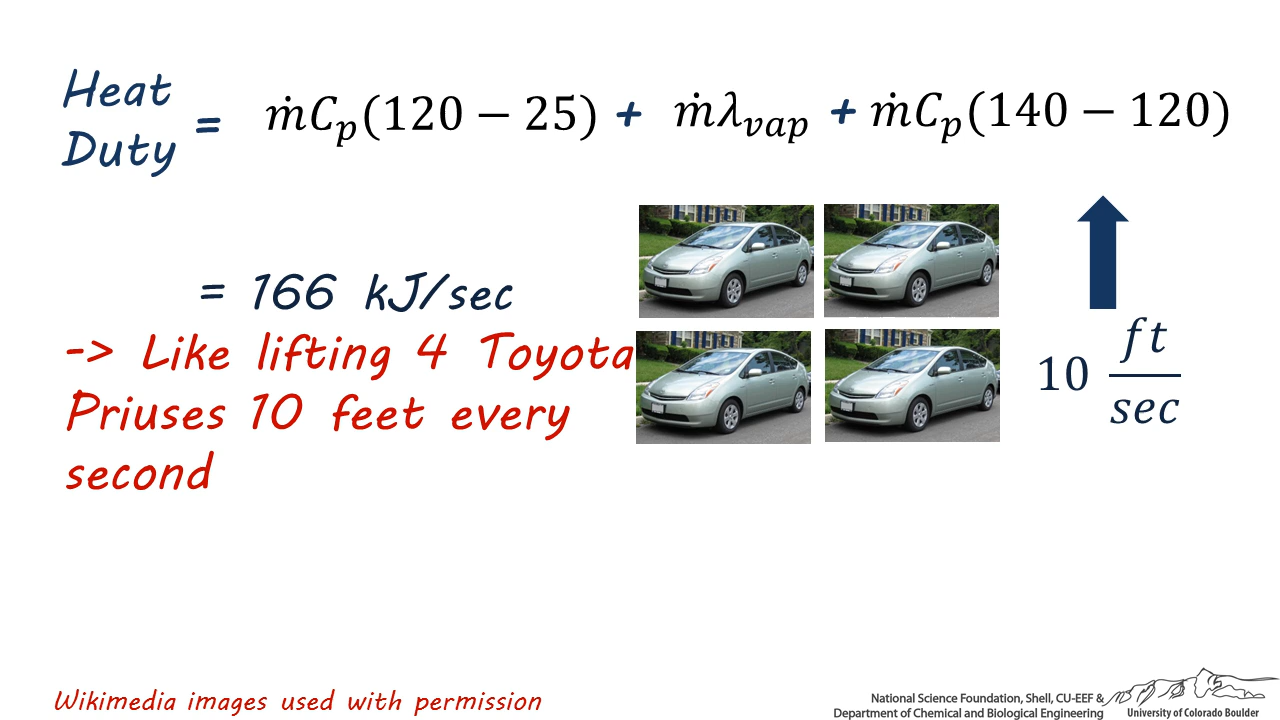 Heat
Duty = ṁC_p(120 − 25) + ṁλ_vap + ṁC_p(140 − 120)
= 166 kJ/sec
-> Like lifting 4 Toyota
Priuses 10 feet every
second
10 ft/sec
Wikimedia images used with permission
National Science Foundation, Shell, CU-EEF &
Department of Chemical and Biological Engineering
University of Colorado Boulder